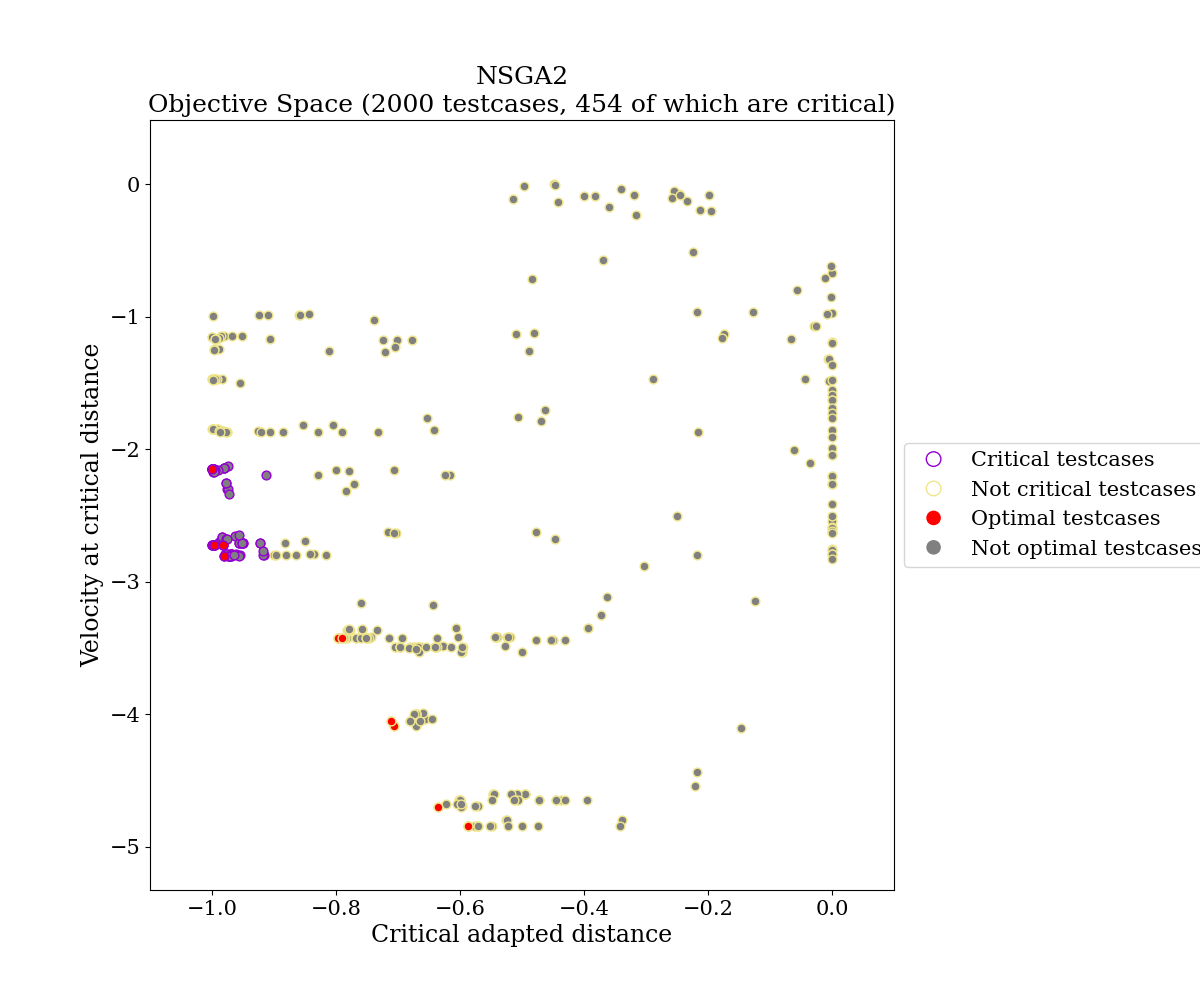 NSGA2
Objective Space (2000 testcases, 454 of which are critical)
0
−1
−2
−3
−4
−5
Velocity at critical distance
−1.0 −0.8 −0.6 −0.4 −0.2 0.0
Critical adapted distance
Critical testcases
Not critical testcases
Optimal testcases
Not optimal testcases